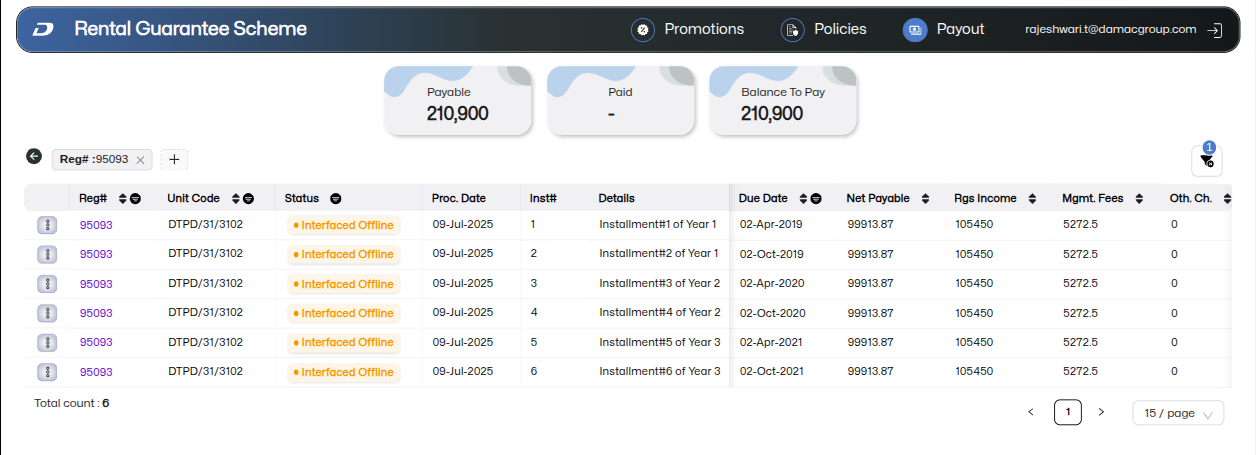 Rental Guarantee Scheme Promotions Policies Payout rajeshwari.t@damacgroup.com
Payable Paid Balance To Pay
210,900 - 210,900
Reg# :95093 + 1
Reg# Unit Code Status Proc. Date Inst# Details Due Date Net Payable Rgs Income Mgmt. Fees Oth. Ch.
95093 DTPD/31/3102 Interfaced Offline 09-Jul-2025 1 Installment#1 of Year 1 02-Apr-2019 99913.87 105450 5272.5 0
95093 DTPD/31/3102 Interfaced Offline 09-Jul-2025 2 Installment#2 of Year 1 02-Oct-2019 99913.87 105450 5272.5 0
95093 DTPD/31/3102 Interfaced Offline 09-Jul-2025 3 Installment#3 of Year 2 02-Apr-2020 99913.87 105450 5272.5 0
95093 DTPD/31/3102 Interfaced Offline 09-Jul-2025 4 Installment#4 of Year 2 02-Oct-2020 99913.87 105450 5272.5 0
95093 DTPD/31/3102 Interfaced Offline 09-Jul-2025 5 Installment#5 of Year 3 02-Apr-2021 99913.87 105450 5272.5 0
95093 DTPD/31/3102 Interfaced Offline 09-Jul-2025 6 Installment#6 of Year 3 02-Oct-2021 99913.87 105450 5272.5 0
Total count : 6
< 1 > 15 / page